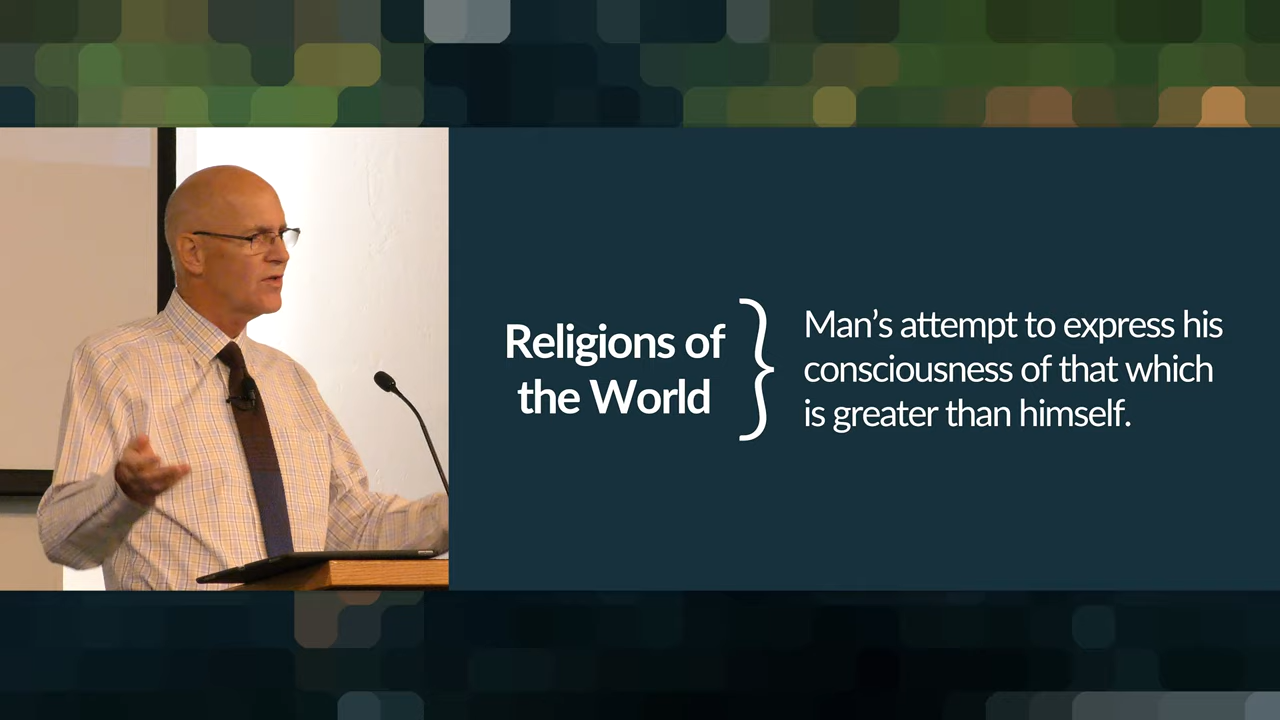 Religions of
the World
Man’s attempt to express his
consciousness of that which
is greater than himself.